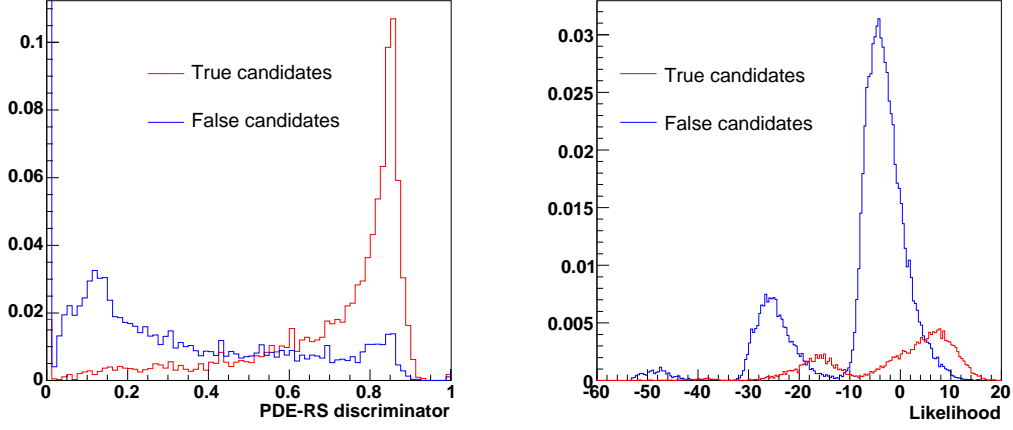 0.1
0.08
0.06
0.04
0.02
0
True candidates
False candidates
0 0.2 0.4 0.6 0.8 1
PDE-RS discriminator
0.03
0.025
0.02
0.015
0.01
0.005
0
True candidates
False candidates
-60 -50 -40 -30 -20 -10 0 10 20
Likelihood